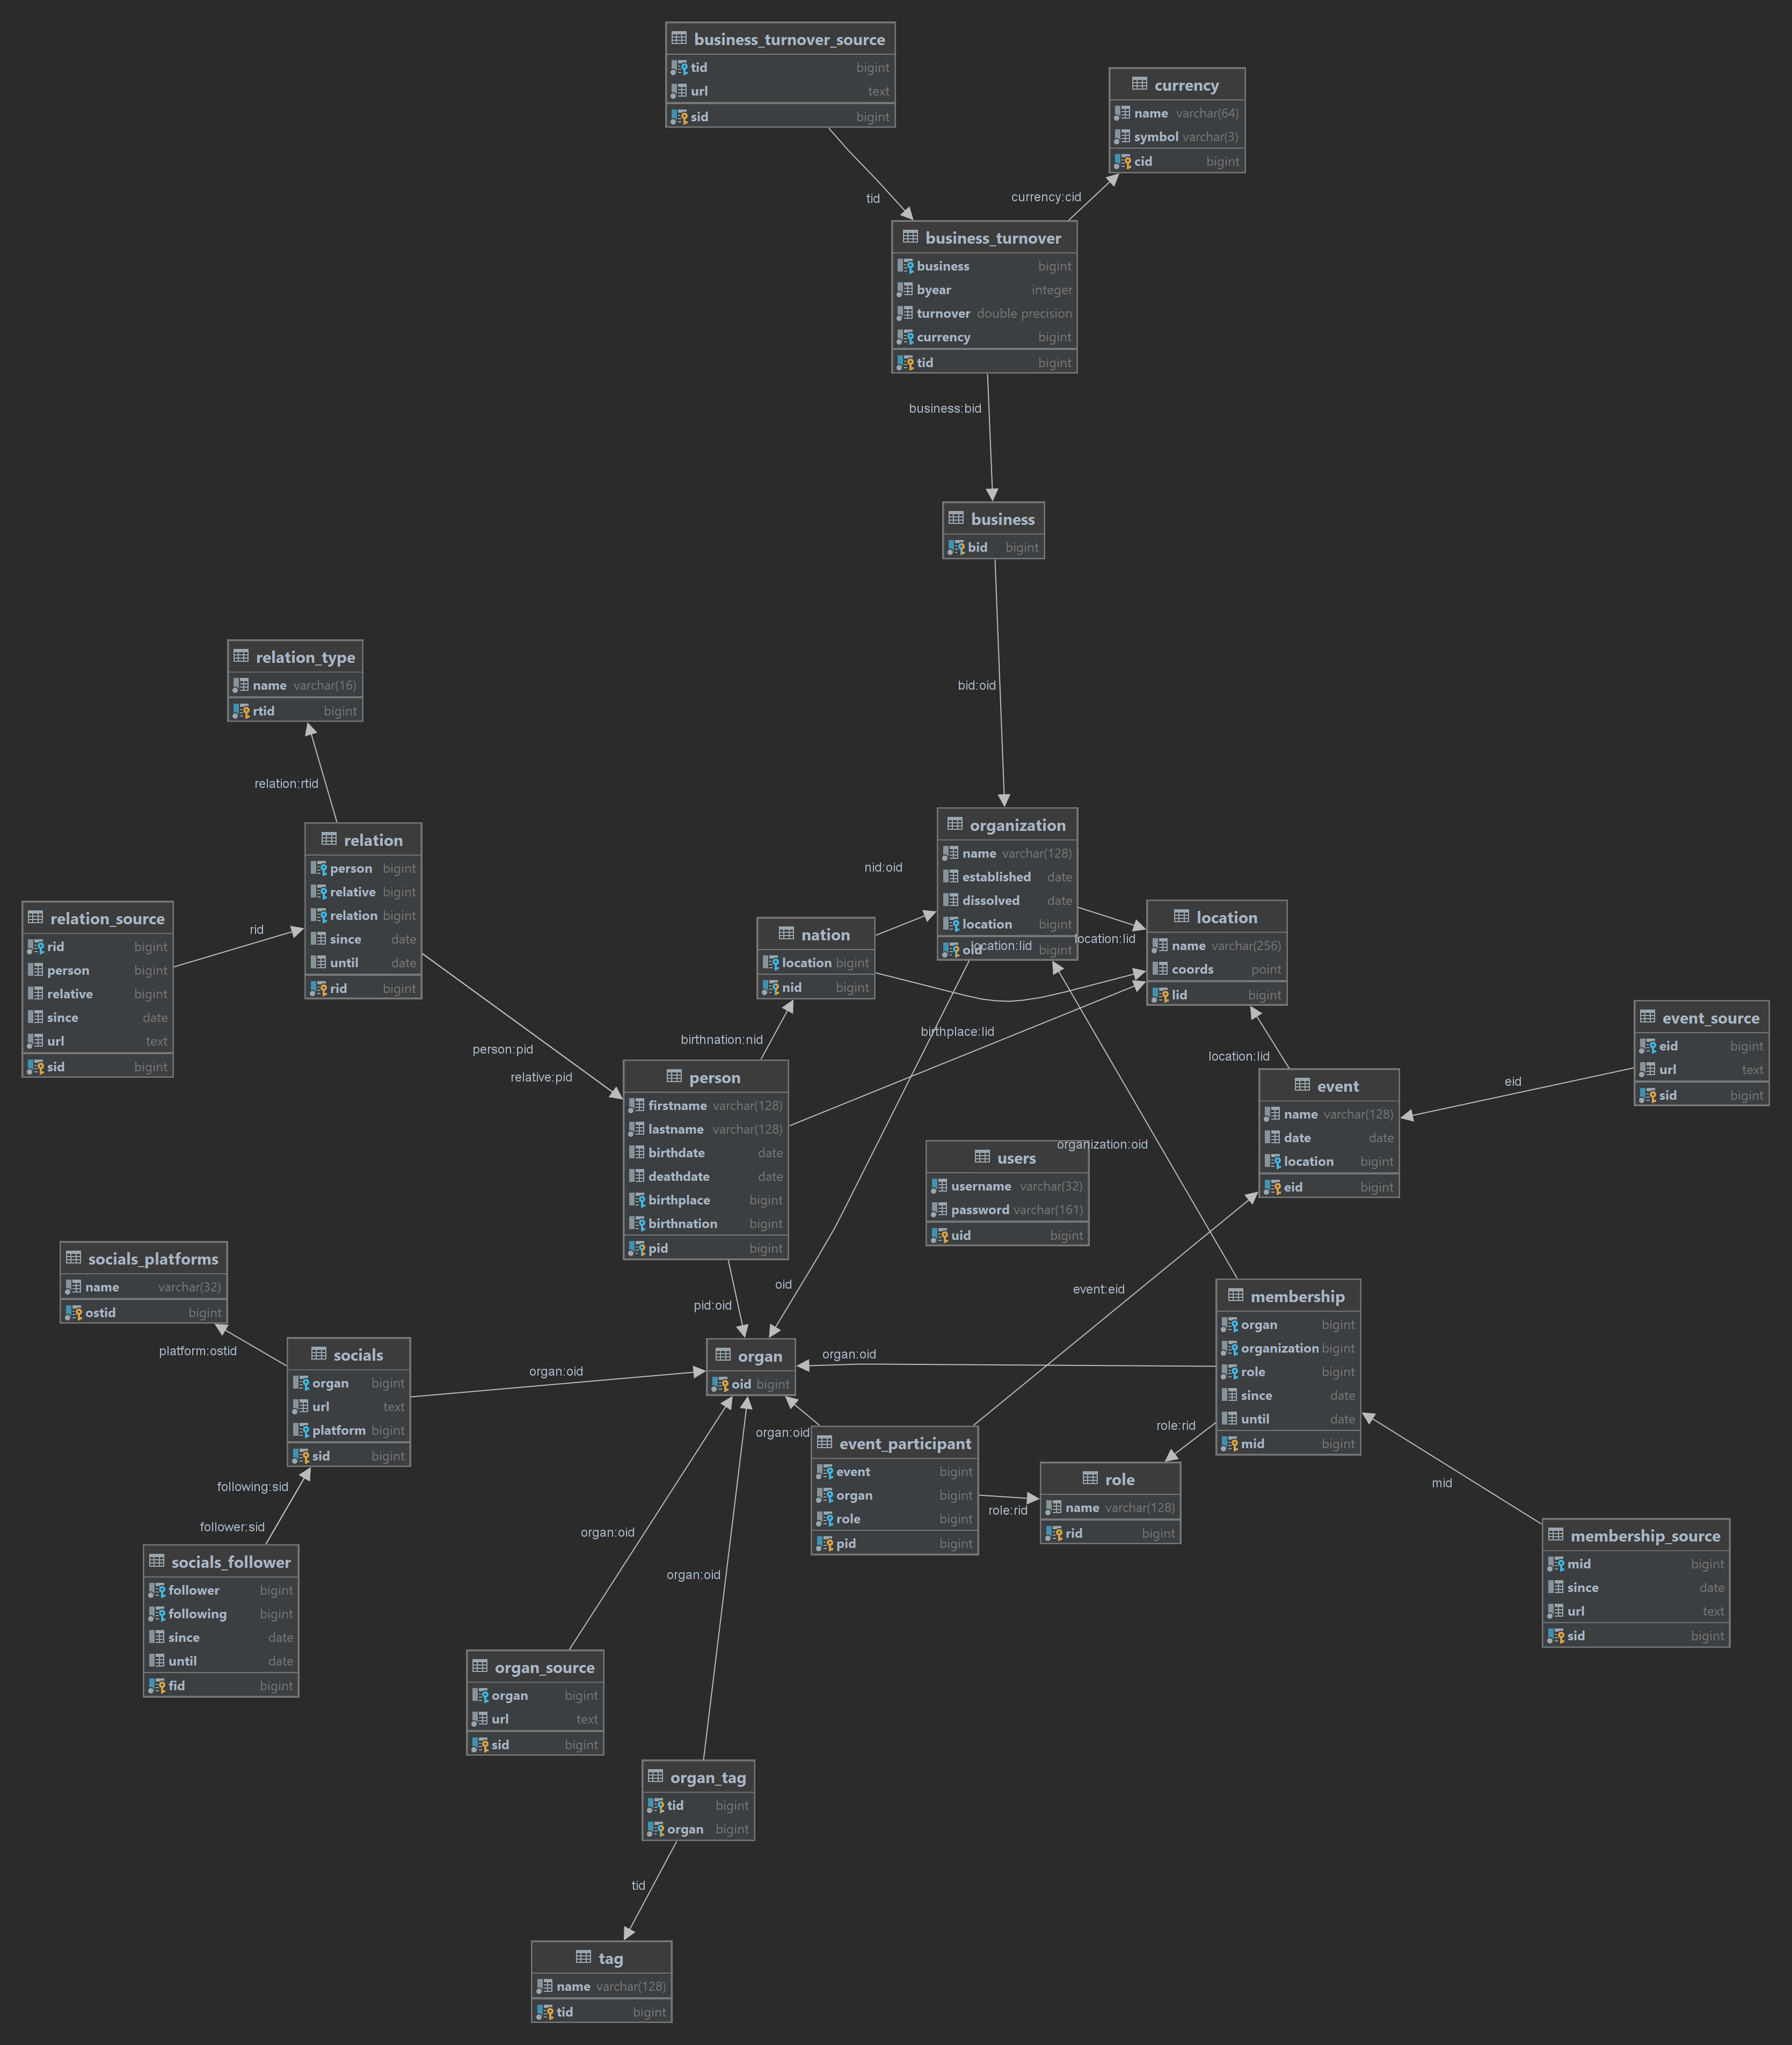 business_turnover_source
tid bigint
url text
sid bigint
currency
name varchar(64)
symbol varchar(3)
cid bigint
tid
currency:cid
business_turnover
business bigint
byear integer
turnover double precision
currency bigint
tid bigint
business:bid
business
bid bigint
bid:oid
relation_type
name varchar(16)
rtid bigint
relation:rtid
relation
person bigint
relative bigint
relation bigint
since date
until date
rid bigint
relation_source
rid bigint
person bigint
relative bigint
since date
url text
sid bigint
rid
person:pid
relative:pid
organization
name varchar(128)
established date
dissolved date
location bigint
oid bigint
nid:oid
location:lid
location:lid
nation
location bigint
nid bigint
location
name varchar(256)
coords point
lid bigint
birthnation:nid
birthplace:lid
location:lid
event_source
eid bigint
url text
sid bigint
eid
event
name varchar(128)
date date
location bigint
eid bigint
person
firstname varchar(128)
lastname varchar(128)
birthdate date
deathdate date
birthplace bigint
birthnation bigint
pid bigint
organization:oid
users
username varchar(32)
password varchar(161)
uid bigint
socials_platforms
name varchar(32)
ostid bigint
platform:ostid
pid:oid
oid
event:eid
membership
organ bigint
organization bigint
role bigint
since date
until date
mid bigint
socials
organ bigint
url text
platform bigint
sid bigint
organ:oid
organ
oid bigint
organ:oid
organ:oid
role:rid
event_participant
event bigint
organ bigint
role bigint
pid bigint
role:rid
role
name varchar(128)
rid bigint
mid
membership_source
mid bigint
since date
url text
sid bigint
following:sid
follower:sid
socials_follower
follower bigint
following bigint
since date
until date
fid bigint
organ:oid
organ:oid
organ_source
organ bigint
url text
sid bigint
organ_tag
tid bigint
organ bigint
tid
tag
name varchar(128)
tid bigint